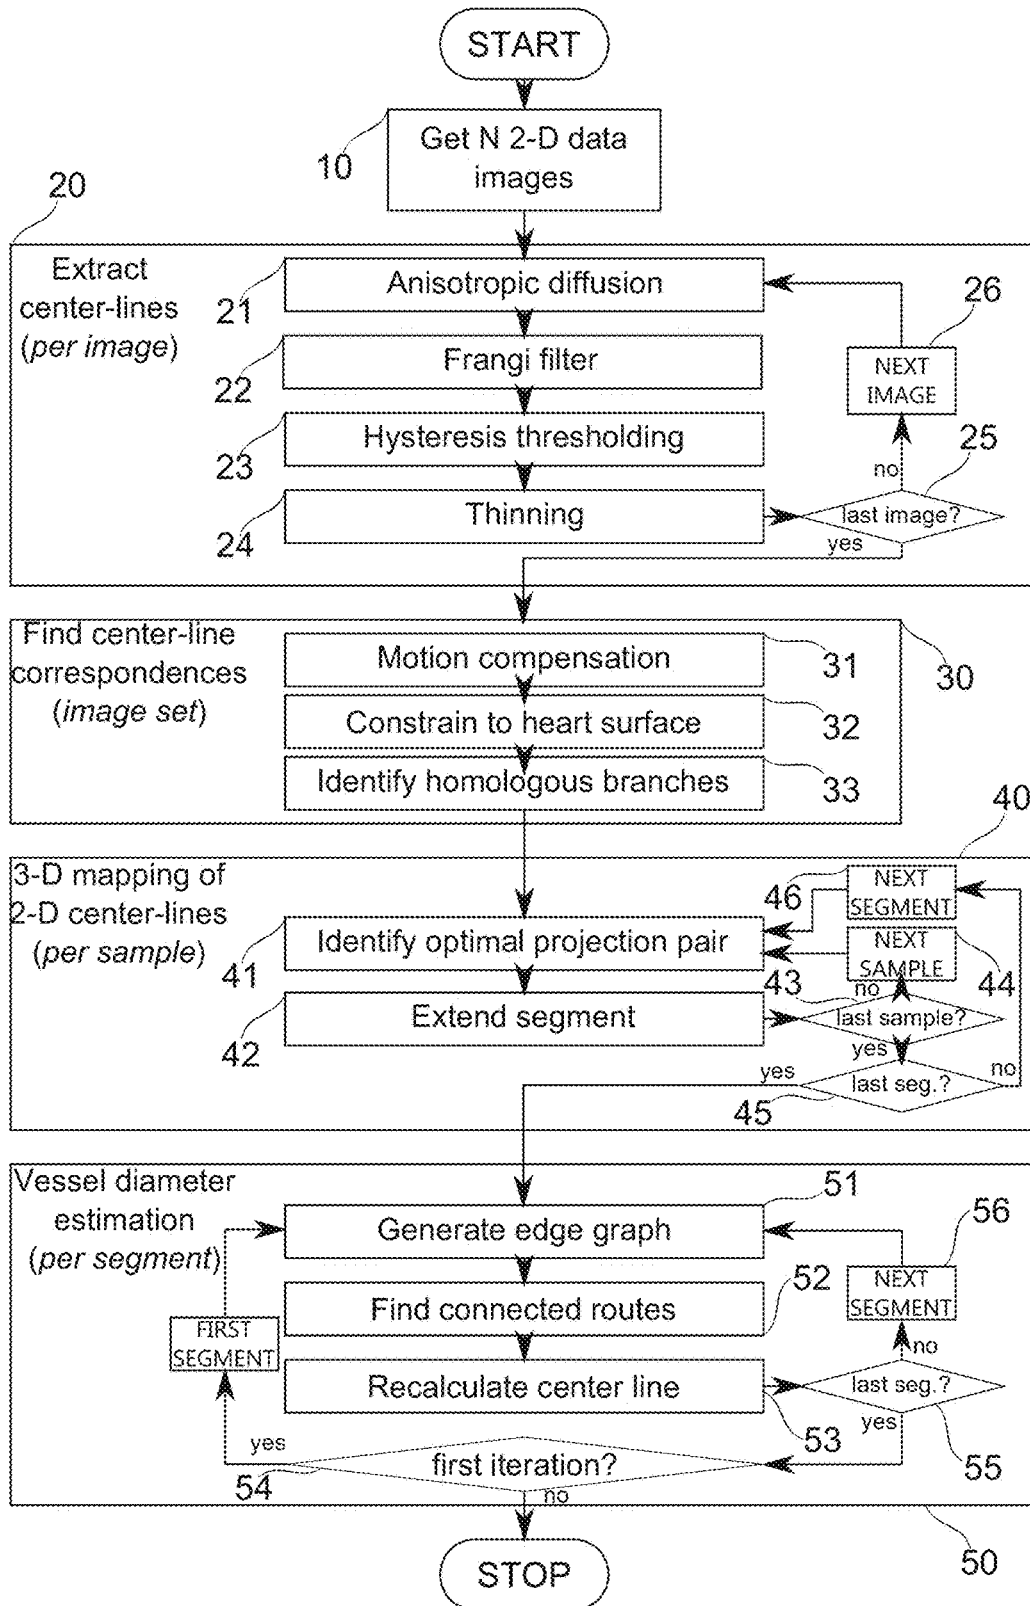 START
10
Get N 2-D data
images
20
Extract
center-lines
(per image)
21
Anisotropic diffusion
22
Frangi filter
23
Hysteresis thresholding
24
Thinning
26
NEXT
IMAGE
25
no
last image?
yes
Find center-line
correspondences
(image set)
Motion compensation
31
30
Constrain to heart surface
32
Identify homologous branches
33
40
3-D mapping of
2-D center-lines
(per sample)
46
NEXT
SEGMENT
41
Identify optimal projection pair
NEXT
SAMPLE
43
44
no
42
Extend segment
last sample?
yes
yes
last seg.?
no
45
Vessel diameter
estimation
(per segment)
51
Generate edge graph
56
52
Find connected routes
NEXT
SEGMENT
FIRST
SEGMENT
no
Recalculate center line
last seg.?
53
yes
55
yes
54
first iteration?
no
50
STOP